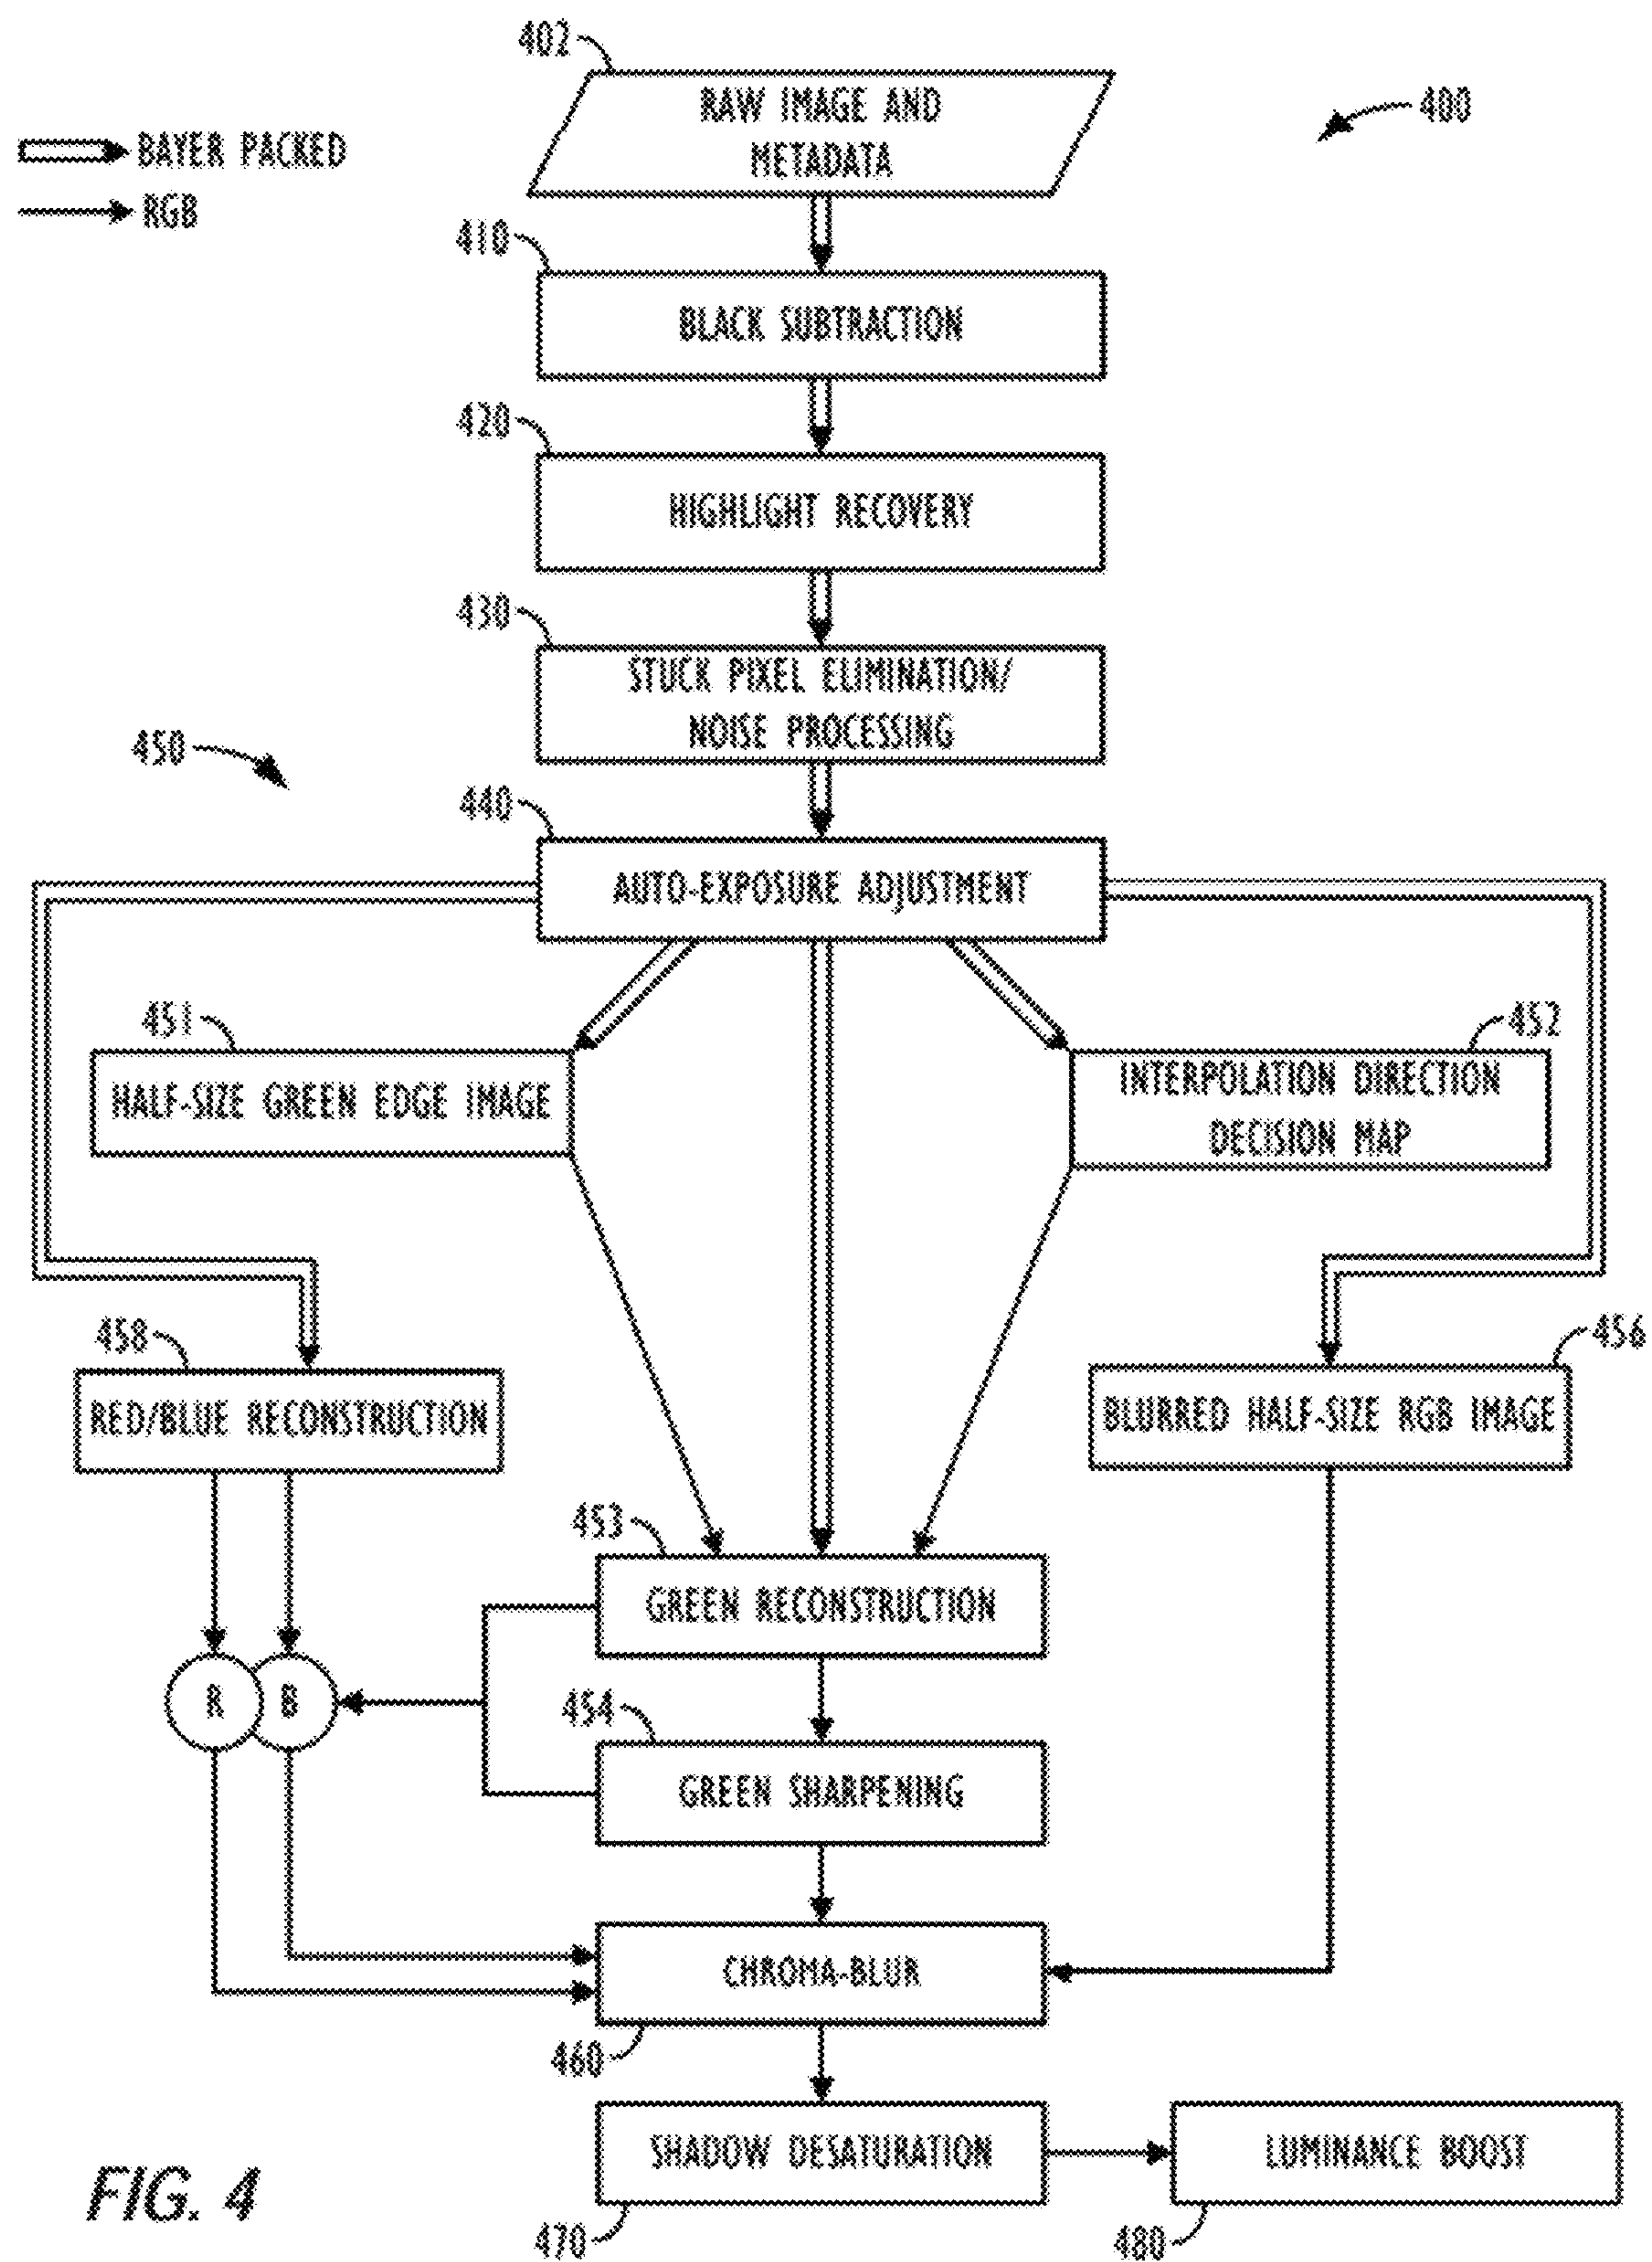 402
RAW IMAGE AND
METADATA
400
BAYER PACKED
RGB
410
BLACK SUBTRACTION
420
HIGHLIGHT RECOVERY
430
STUCK PIXEL ELIMINATION/
NOISE PROCESSING
450
440
AUTO-EXPOSURE ADJUSTMENT
451
HALF-SIZE GREEN EDGE IMAGE
452
INTERPOLATION DIRECTION
DECISION MAP
458
RED/BLUE RECONSTRUCTION
456
BLURRED HALF-SIZE RGB IMAGE
453
GREEN RECONSTRUCTION
R
B
454
GREEN SHARPENING
CHROMA-BLUR
460
SHADOW DESATURATION
470
LUMINANCE BOOST
480
FIG. 4